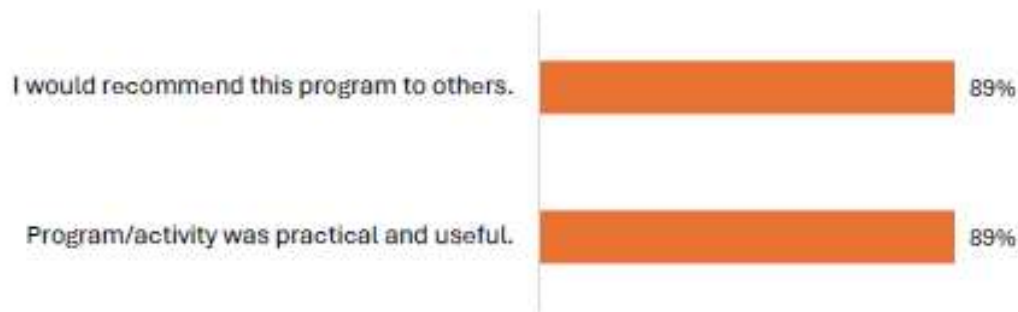 I would recommend this program to others.
89%
Program/activity was practical and useful.
89%